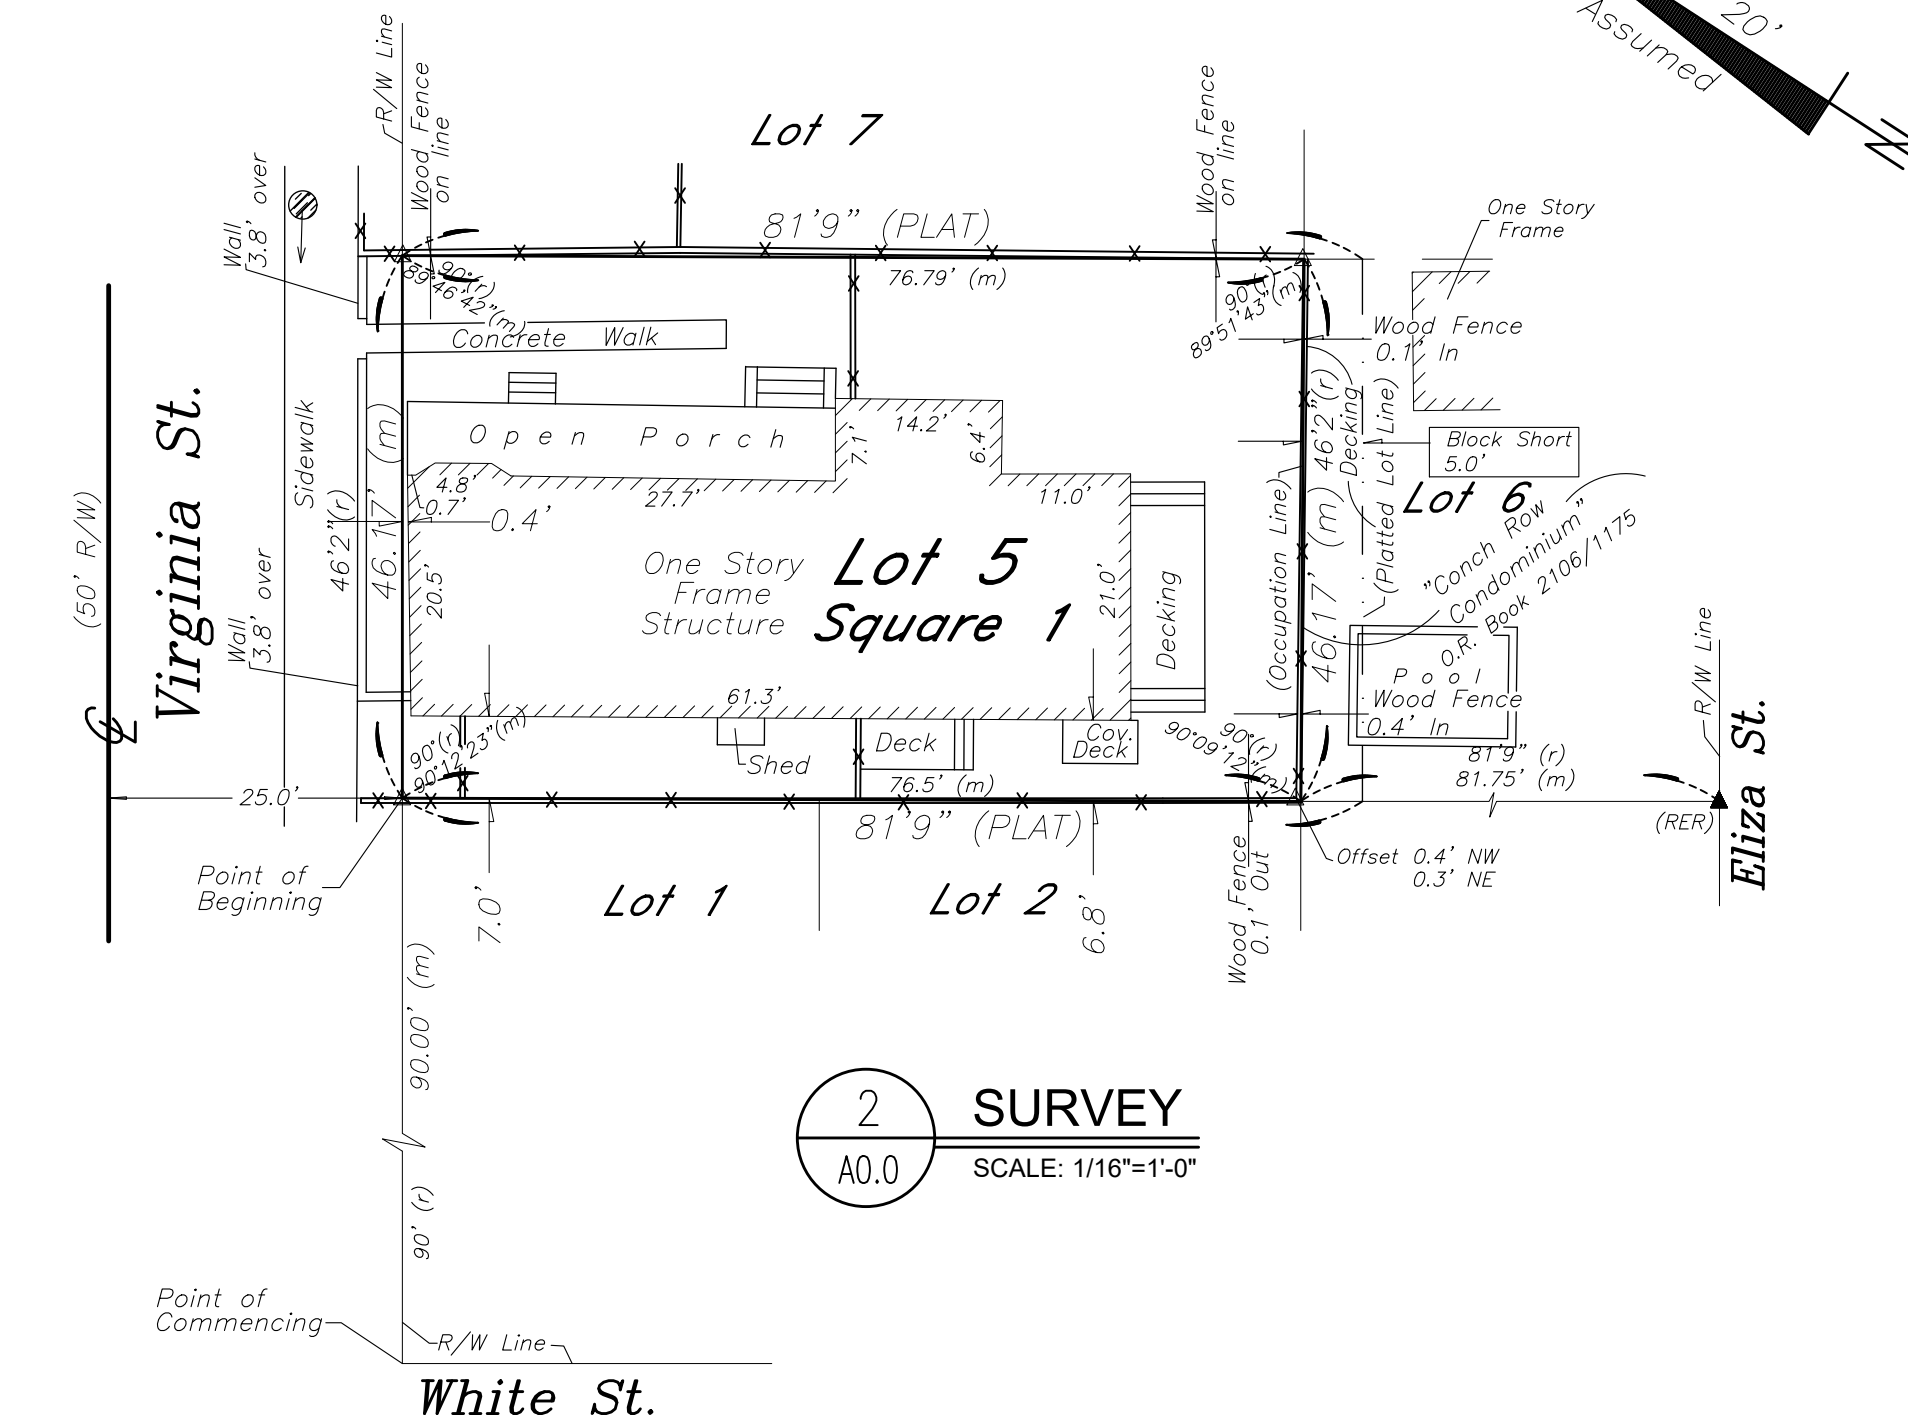 20'
Assumed
N
R/W Line
Wood Fence
on line
Lot 7
Wood Fence
on line
Wall
3.8' over
81'9" (PLAT)
One Story
Frame
90°(r)
89°46'42"(m)
76.79' (m)
90°(r)
89°51'43"(m)
Concrete Walk
Wood Fence
0.1' In
Virginia St.
(50' R/W)
Sidewalk
46'2"(r)
46.17' (m)
Open Porch
14.2'
7.1'
6.4'
4.8'
0.7'
27.7'
11.0'
0.4'
46'2"(r)
46.17' (m)
Decking
(Platted Lot Line)
(Occupation Line)
Block Short
5.0'
Lot 6
"Conch Row
Condominium"
O.R. Book 2106/1175
Wall
3.8' over
20.5'
One Story
Frame
Structure
Lot 5
Square 1
21.0'
Decking
61.3'
Pool
Wood Fence
0.4' In
R/W Line
Eliza St.
℄
90°(r)
90°12'23"(m)
Shed
Deck
Cov.
Deck
90°(r)
90°09'12"(m)
81'9" (r)
81.75' (m)
25.0'
76.5' (m)
81'9" (PLAT)
(RER)
Point of
Beginning
7.0'
Lot 1
Lot 2
6.8'
Wood Fence
0.1' Out
Offset 0.4' NW
0.3' NE
90.00' (m)
90' (r)
2
A0.0
SURVEY
SCALE: 1/16"=1'-0"
Point of
Commencing
R/W Line
White St.